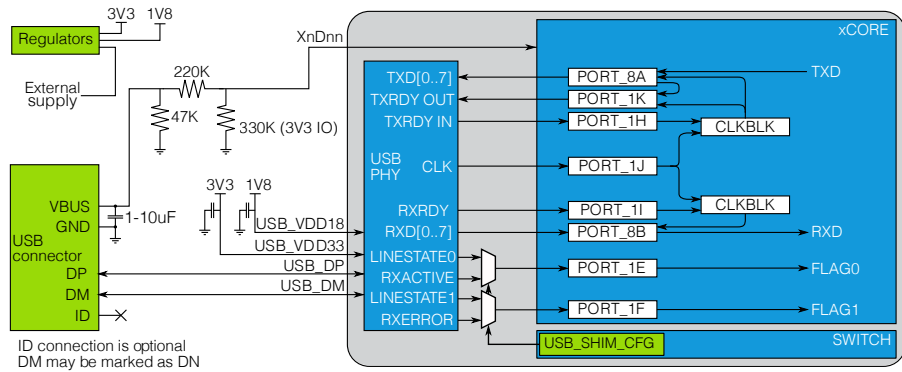 3V3
1V8
Regulators
External
supply
220K
47K
330K (3V3 IO)
XnDnn
xCORE
TXD[0..7]
PORT_8A
TXD
TXRDY OUT
PORT_1K
TXRDY IN
PORT_1H
CLKBLK
USB
PHY
CLK
PORT_1J
3V3
1V8
VBUS
1-10uF
GND
USB
connector
DP
DM
ID
USB_VDD18
USB_VDD33
USB_DP
USB_DM
RXRDY
PORT_1I
CLKBLK
RXD[0..7]
PORT_8B
RXD
LINESTATE0
RXACTIVE
PORT_1E
FLAG0
LINESTATE1
RXERROR
PORT_1F
FLAG1
USB_SHIM_CFG
SWITCH
ID connection is optional
DM may be marked as DN